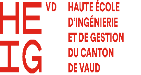 HE
IG
VD
HAUTE ÉCOLE
D'INGÉNIERIE
ET DE GESTION
DU CANTON
DE VAUD